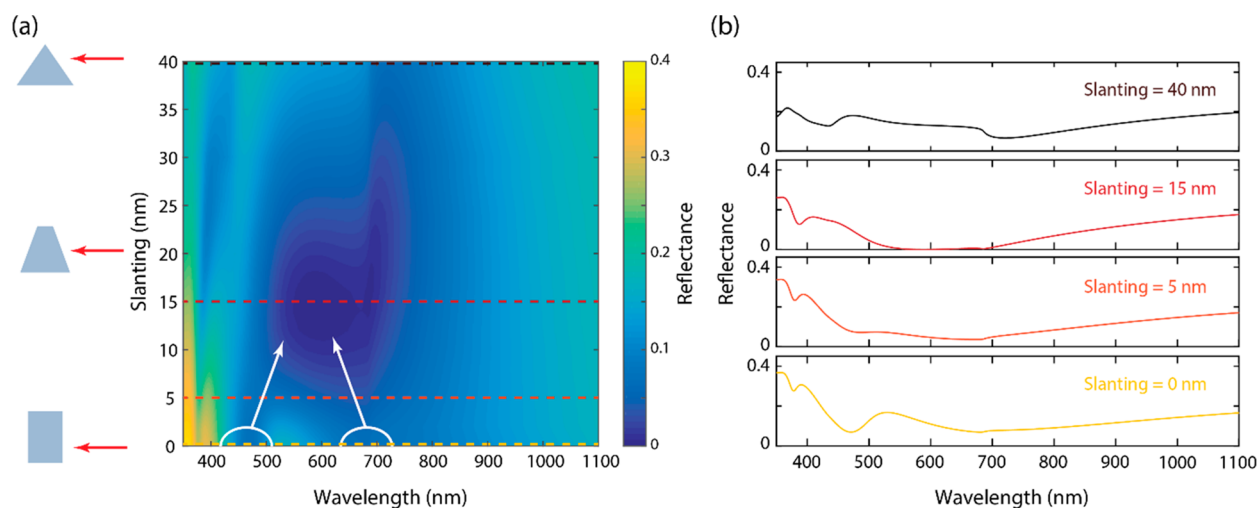 (a)
40
35
30
25
20
15
10
5
0
Slanting (nm)
400 500 600 700 800 900 1000 1100
Wavelength (nm)
0.4
0.3
0.2
0.1
0
Reflectance
(b)
0.4
0
Slanting = 40 nm
0.4
0
Slanting = 15 nm
0.4
0
Slanting = 5 nm
0.4
0
Slanting = 0 nm
Reflectance
400 500 600 700 800 900 1000 1100
Wavelength (nm)